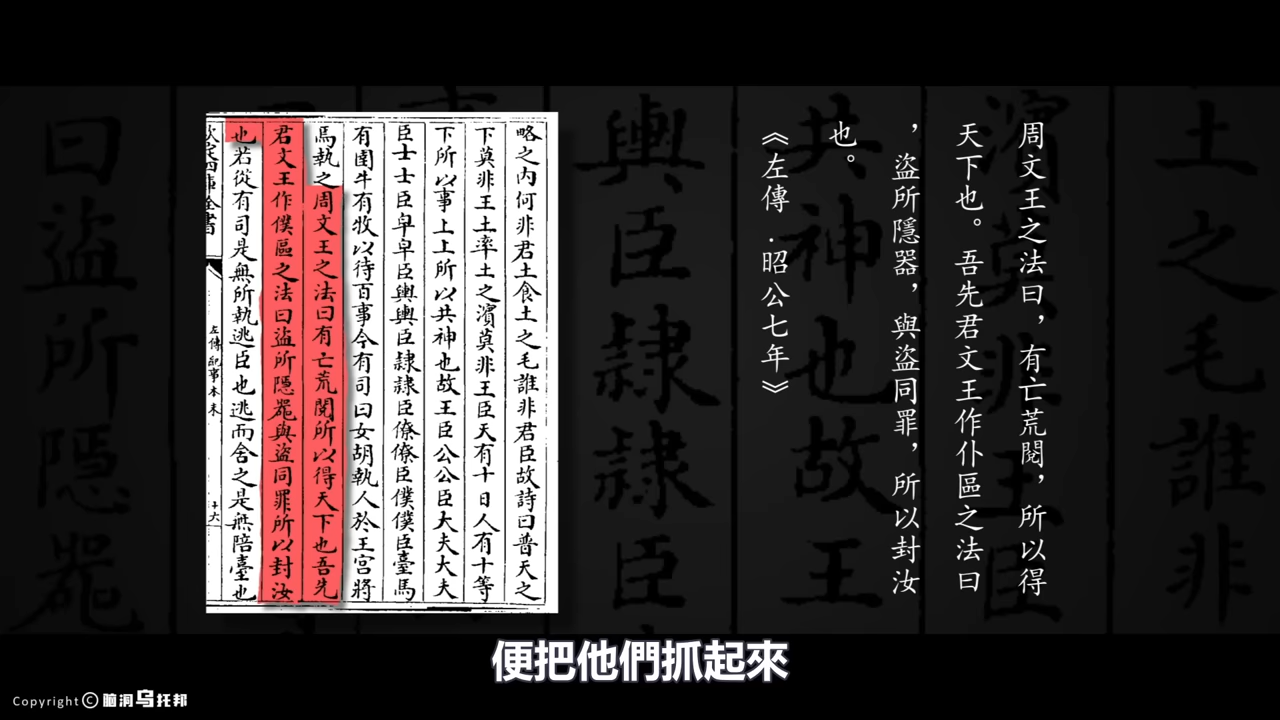 略之内何非君土食土之毛誰非君臣故詩曰普天之
下莫非王土率土之濱莫非王臣天有十日人有十等
下所以事上上所以共神也故王臣公公臣大夫大夫
臣士士臣皁皁臣輿輿臣隸隸臣僚僚臣僕僕臣臺馬
有圉牛有牧以待百事今有司曰女胡執人於王宫將
焉執之周文王之法曰有亡荒閱所以得天下也吾先
君文王作僕區之法曰盜所隱器與盜同罪所以封汝
也若從有司是無所執逃臣也逃而舍之是無陪臺也
欽定四庫全書
左傳紀事本末
十六
周文王之法曰，有亡荒閱，所以得
天下也。吾先君文王作仆區之法曰
，盜所隱器，與盜同罪，所以封汝
也。
《左傳．昭公七年》
便把他們抓起來
Copyright © 腦洞乌托邦